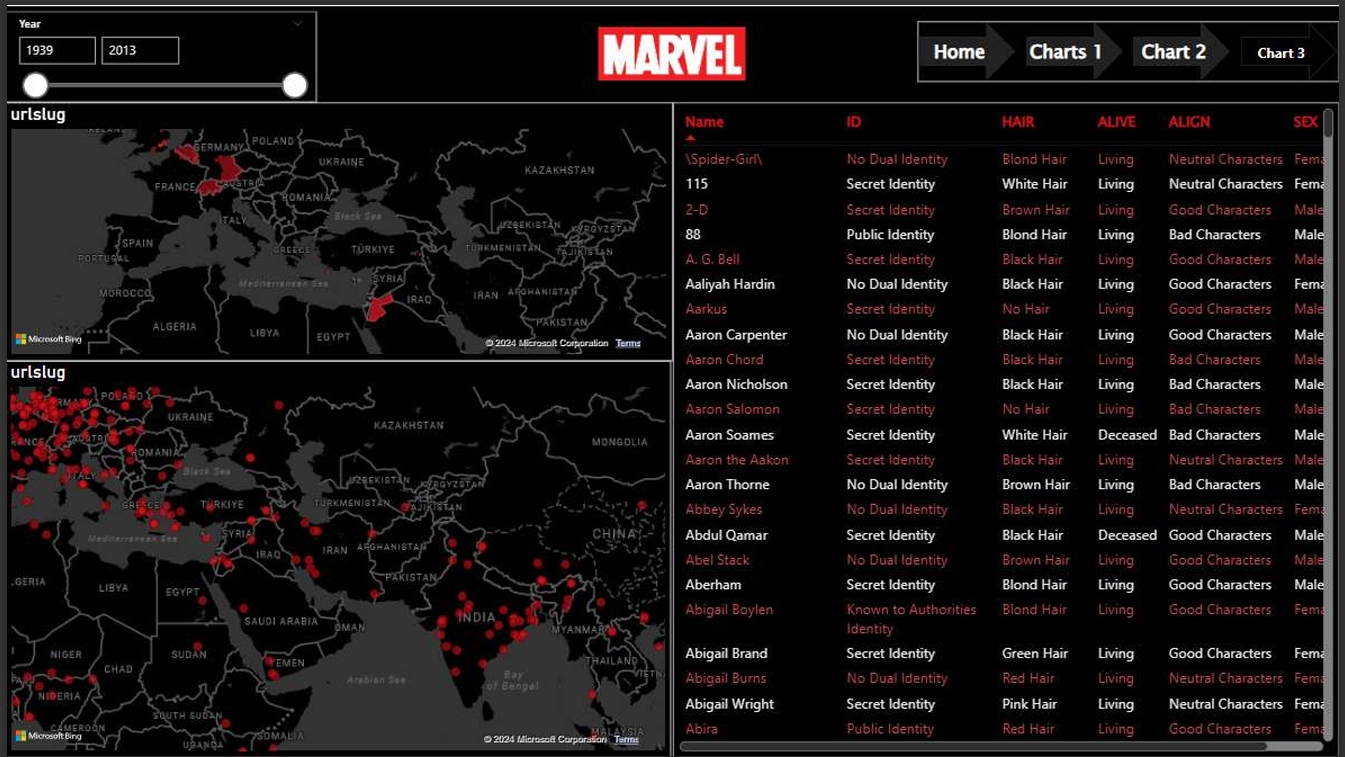 Year
1939 2013
MARVEL
Home Charts 1 Chart 2 Chart 3
urlslug
GERMANY
POLAND
UKRAINE
KAZAKHSTAN
FRANCE
AUSTRIA
ROMANIA
ITALY
Black Sea
UZBEKISTAN
KYRGYZSTAN
SPAIN
GREECE
TÜRKIYE
TURKMENISTAN
TAJIKISTAN
PORTUGAL
Mediterranean Sea
SYRIA
MOROCCO
IRAQ
IRAN
AFGHANISTAN
ALGERIA
LIBYA
EGYPT
PAKISTAN
Microsoft Bing
© 2024 Microsoft Corporation Terms
urlslug
POLAND
UKRAINE
KAZAKHSTAN
MONGOLIA
AUSTRI
ROMANIA
ITALY
Black Sea
UZBEKISTAN
KYRGYZSTAN
GREECE
TÜRKIYE
TURKMENISTAN
TAJIKISTAN
Mediterranean Sea
SYRIA
CHINA
IRAQ
IRAN
AFGHANISTAN
GERIA
LIBYA
EGYPT
PAKISTAN
SAUDI ARABIA
OMAN
INDIA
MYANMAR
NIGER
CHAD
SUDAN
YEMEN
Arabian Sea
Bay
of Bengal
THAILAND
VIETN
NIGERIA
SOUTH SUDAN
CAMEROON
SOMALIA
MALAYSIA
UGANDA
Microsoft Bing
© 2024 Microsoft Corporation Terms
Name ID HAIR ALIVE ALIGN SEX
\Spider-Girl\ No Dual Identity Blond Hair Living Neutral Characters Fema
115 Secret Identity White Hair Living Neutral Characters Fema
2-D Secret Identity Brown Hair Living Good Characters Male
88 Public Identity Blond Hair Living Bad Characters Male
A. G. Bell Secret Identity Black Hair Living Good Characters Male
Aaliyah Hardin No Dual Identity Black Hair Living Good Characters Fema
Aarkus Secret Identity No Hair Living Good Characters Male
Aaron Carpenter No Dual Identity Black Hair Living Good Characters Male
Aaron Chord Secret Identity Black Hair Living Bad Characters Male
Aaron Nicholson Secret Identity Black Hair Living Bad Characters Male
Aaron Salomon Secret Identity No Hair Living Bad Characters Male
Aaron Soames Secret Identity White Hair Deceased Bad Characters Male
Aaron the Aakon Secret Identity Black Hair Living Neutral Characters Male
Aaron Thorne No Dual Identity Brown Hair Living Bad Characters Male
Abbey Sykes No Dual Identity Black Hair Living Neutral Characters Fema
Abdul Qamar Secret Identity Black Hair Deceased Good Characters Male
Abel Stack No Dual Identity Brown Hair Living Good Characters Male
Aberham Secret Identity Blond Hair Living Good Characters Male
Abigail Boylen Known to Authorities Blond Hair Living Good Characters Fema
Identity
Abigail Brand Secret Identity Green Hair Living Good Characters Fema
Abigail Burns No Dual Identity Red Hair Living Neutral Characters Fema
Abigail Wright Secret Identity Pink Hair Living Neutral Characters Fema
Abira Public Identity Red Hair Living Good Characters Fema